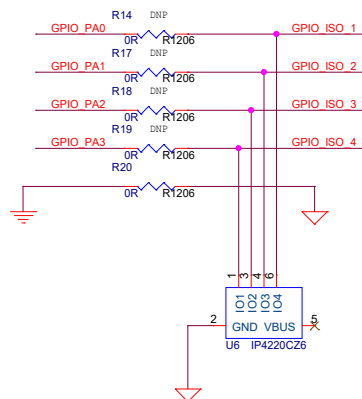 R14 DNP
GPIO_PA0 0R R1206 GPIO_ISO_1
R17 DNP
GPIO_PA1 0R R1206 GPIO_ISO_2
R18 DNP
GPIO_PA2 0R R1206 GPIO_ISO_3
R19 DNP
GPIO_PA3 0R R1206 GPIO_ISO_4
R20
0R R1206
1 3 4 6
IO1 IO2 IO3 IO4
2 GND VBUS 5
U6 IP4220CZ6